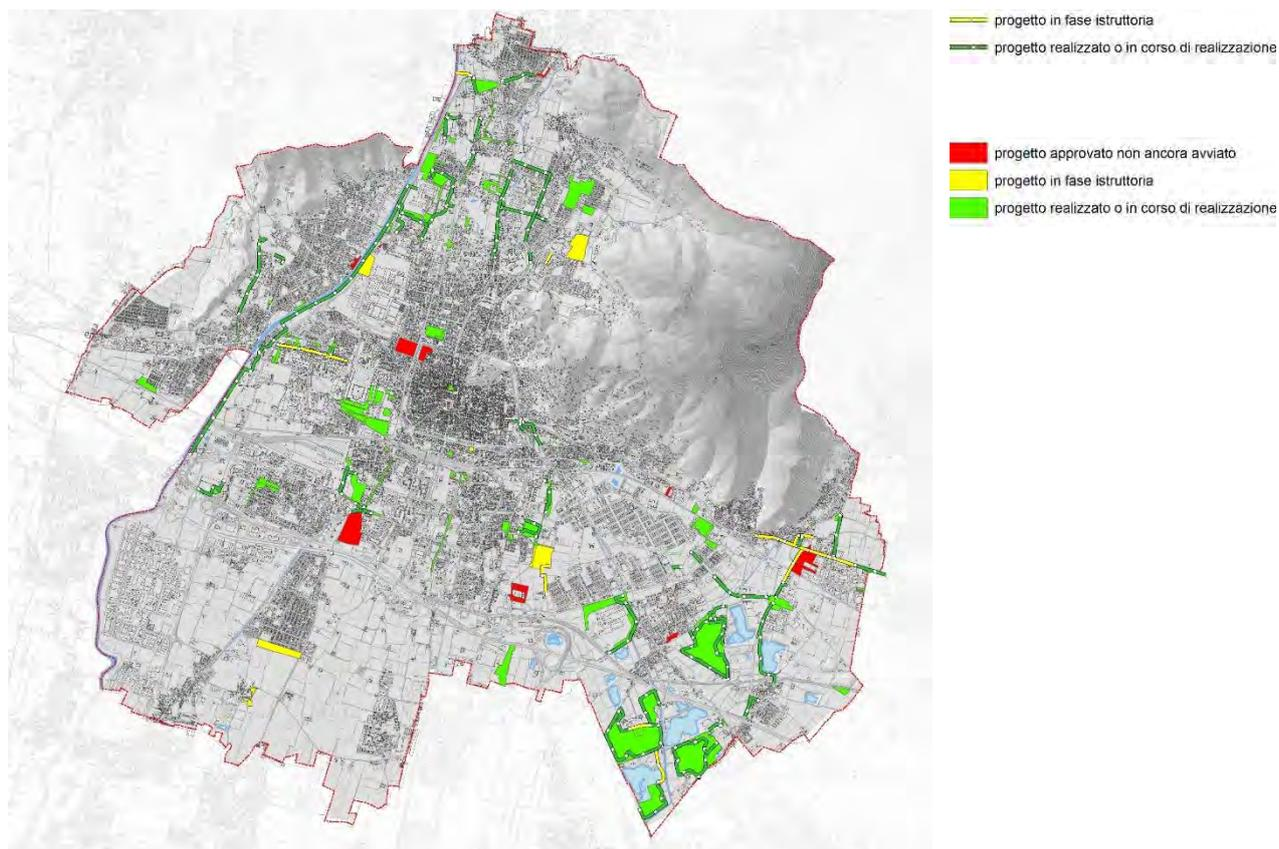 progetto in fase istruttoria
progetto realizzato o in corso di realizzazione
progetto approvato non ancora avviato
progetto in fase istruttoria
progetto realizzato o in corso di realizzazione